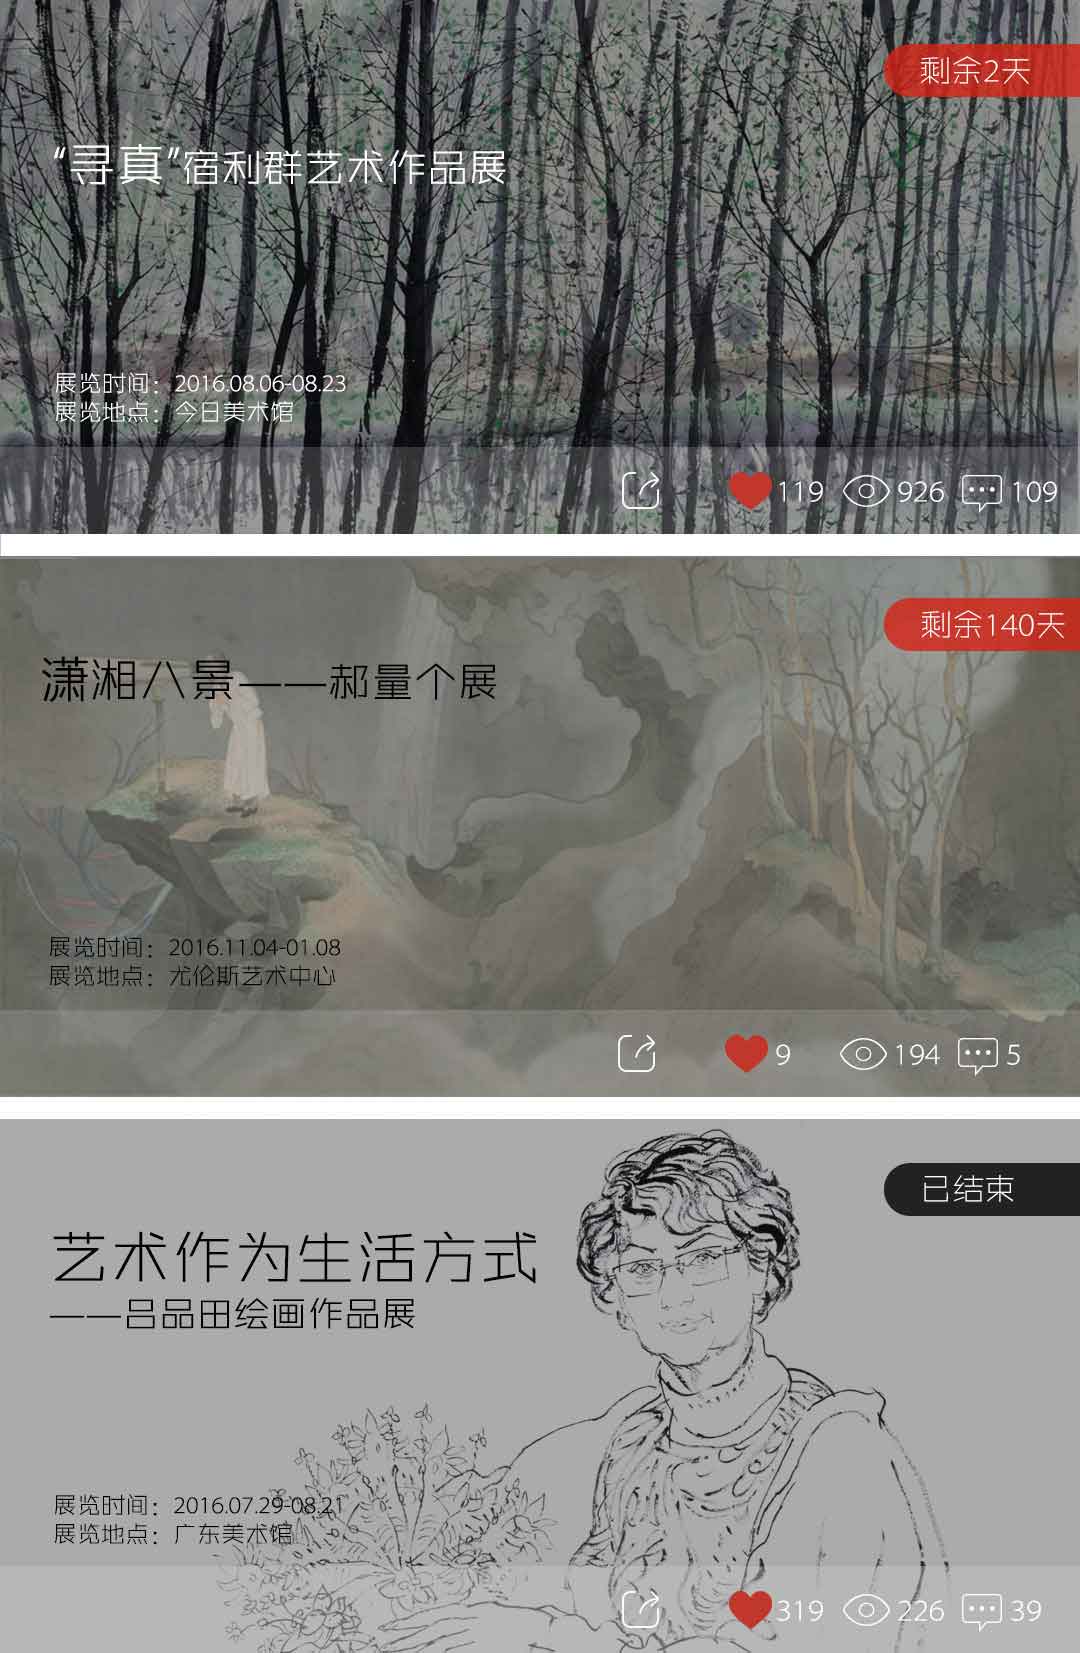 剩余2天
“寻真”宿利群艺术作品展
展览时间：2016.08.06-08.23
展览地点：今日美术馆
119 926 109
剩余140天
潇湘八景——郝量个展
展览时间：2016.11.04-01.08
展览地点：尤伦斯艺术中心
9 194 5
已结束
艺术作为生活方式
——吕品田绘画作品展
展览时间：2016.07.29-08.21
展览地点：广东美术馆
319 226 39